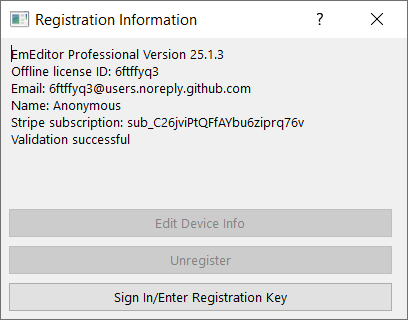 Registration Information
?
EmEditor Professional Version 25.1.3
Offline license ID: 6ftffyq3
Email: 6ftffyq3@users.noreply.github.com
Name: Anonymous
Stripe subscription: sub_C26jviPtQFfAYbu6ziprq76v
Validation successful
Edit Device Info
Unregister
Sign In/Enter Registration Key